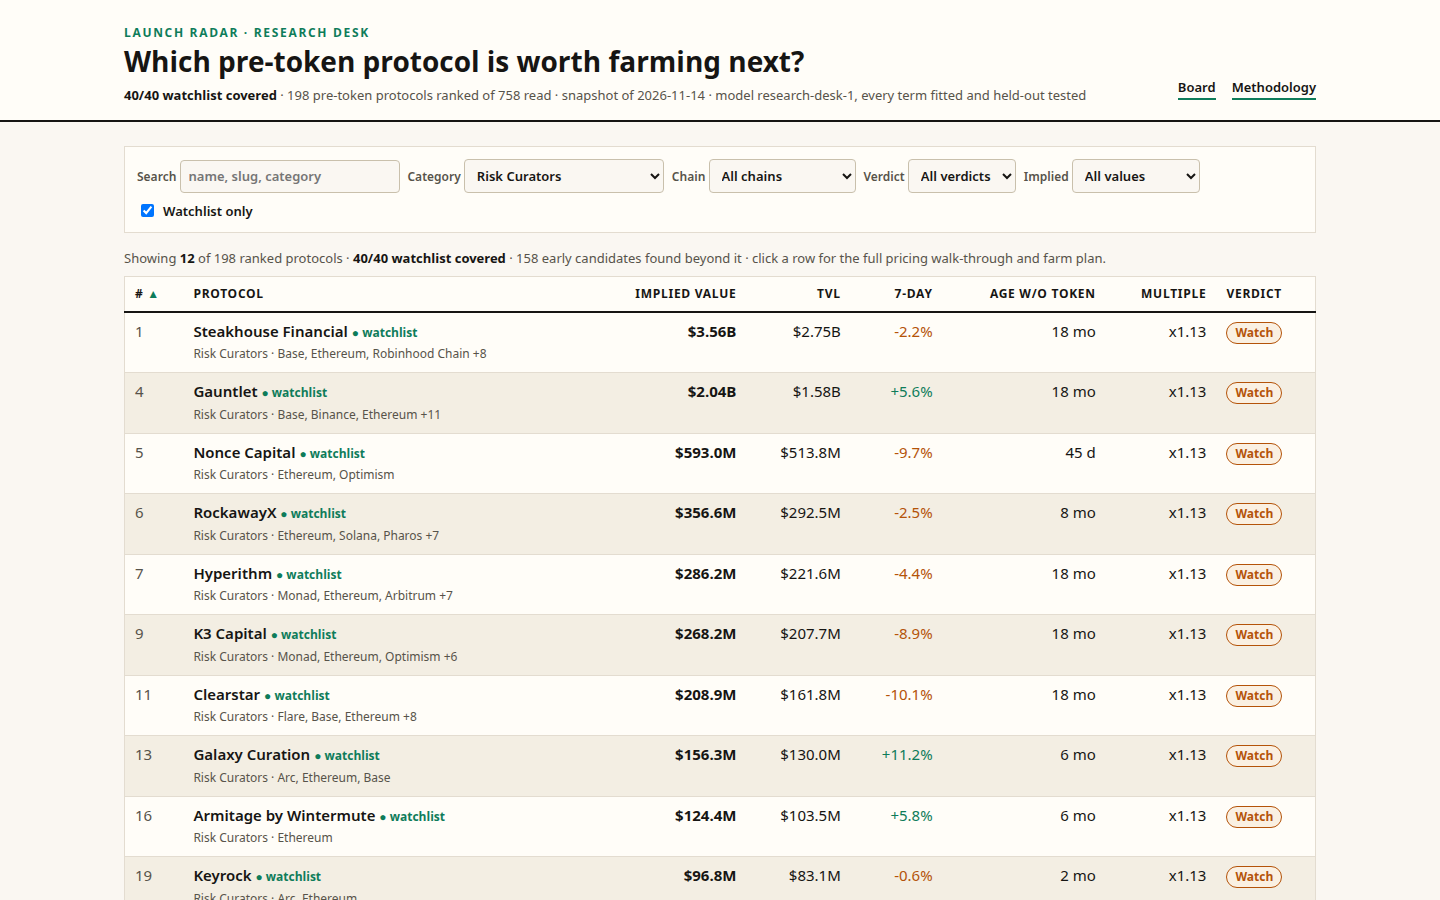 LAUNCH RADAR · RESEARCH DESK
Which pre-token protocol is worth farming next?
40/40 watchlist covered · 198 pre-token protocols ranked of 758 read · snapshot of 2026-11-14 · model research-desk-1, every term fitted and held-out tested
Board Methodology
Search name, slug, category Category Risk Curators Chain All chains Verdict All verdicts Implied All values
Watchlist only
Showing 12 of 198 ranked protocols · 40/40 watchlist covered · 158 early candidates found beyond it · click a row for the full pricing walk-through and farm plan.
# ▲ PROTOCOL IMPLIED VALUE TVL 7-DAY AGE W/O TOKEN MULTIPLE VERDICT
1 Steakhouse Financial ● watchlist $3.56B $2.75B -2.2% 18 mo x1.13 Watch
Risk Curators · Base, Ethereum, Robinhood Chain +8
4 Gauntlet ● watchlist $2.04B $1.58B +5.6% 18 mo x1.13 Watch
Risk Curators · Base, Binance, Ethereum +11
5 Nonce Capital ● watchlist $593.0M $513.8M -9.7% 45 d x1.13 Watch
Risk Curators · Ethereum, Optimism
6 RockawayX ● watchlist $356.6M $292.5M -2.5% 8 mo x1.13 Watch
Risk Curators · Ethereum, Solana, Pharos +7
7 Hyperithm ● watchlist $286.2M $221.6M -4.4% 18 mo x1.13 Watch
Risk Curators · Monad, Ethereum, Arbitrum +7
9 K3 Capital ● watchlist $268.2M $207.7M -8.9% 18 mo x1.13 Watch
Risk Curators · Monad, Ethereum, Optimism +6
11 Clearstar ● watchlist $208.9M $161.8M -10.1% 18 mo x1.13 Watch
Risk Curators · Flare, Base, Ethereum +8
13 Galaxy Curation ● watchlist $156.3M $130.0M +11.2% 6 mo x1.13 Watch
Risk Curators · Arc, Ethereum, Base
16 Armitage by Wintermute ● watchlist $124.4M $103.5M +5.8% 6 mo x1.13 Watch
Risk Curators · Ethereum
19 Keyrock ● watchlist $96.8M $83.1M -0.6% 2 mo x1.13 Watch
Risk Curators · Arc, Ethereum